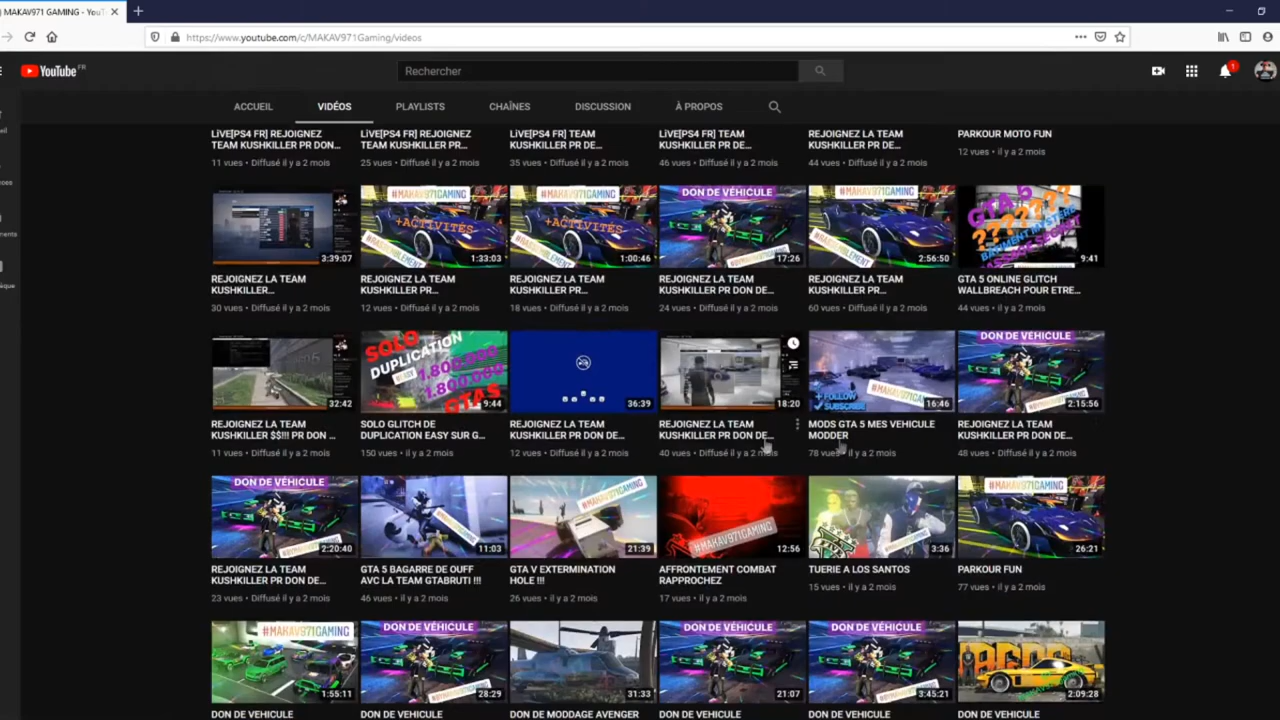 MAKAV971 GAMING - YouT
https://www.youtube.com/c/MAKAV971Gaming/videos
YouTube FR
Rechercher
1
ACCUEIL VIDÉOS PLAYLISTS CHAÎNES DISCUSSION À PROPOS
LiVE[PS4 FR] REJOIGNEZ TEAM KUSHKILLER PR DON...
11 vues • Diffusé il y a 2 mois
LiVE[PS4 FR] REJOIGNEZ TEAM KUSHKILLER PR...
25 vues • Diffusé il y a 2 mois
LiVE[PS4 FR] TEAM KUSHKILLER PR DE...
35 vues • Diffusé il y a 2 mois
LiVE[PS4 FR] TEAM KUSHKILLER PR DE...
46 vues • Diffusé il y a 2 mois
REJOIGNEZ LA TEAM KUSHKILLER PR DE...
44 vues • Diffusé il y a 2 mois
PARKOUR MOTO FUN
12 vues • il y a 2 mois
3:39:07
REJOIGNEZ LA TEAM KUSHKILLER...
30 vues • Diffusé il y a 2 mois
#MAKAV971GAMING
+ACTIVITÉS
1:33:03
REJOIGNEZ LA TEAM KUSHKILLER PR...
12 vues • Diffusé il y a 2 mois
#MAKAV971GAMING
+ACTIVITÉS
1:00:46
REJOIGNEZ LA TEAM KUSHKILLER PR...
18 vues • Diffusé il y a 2 mois
DON DE VÉHICULE
17:26
REJOIGNEZ LA TEAM KUSHKILLER PR DON DE...
24 vues • Diffusé il y a 2 mois
#MAKAV971GAMING
2:56:50
REJOIGNEZ LA TEAM KUSHKILLER PR...
60 vues • Diffusé il y a 2 mois
GTA 5
?????
9:41
GTA 5 ONLINE GLITCH WALLBREACH POUR ETRE...
44 vues • il y a 2 mois
32:42
REJOIGNEZ LA TEAM KUSHKILLER $$!!! PR DON ...
11 vues • Diffusé il y a 2 mois
SOLO
DUPLICATION
1.800.000
1.800.000
GTA5
9:44
SOLO GLITCH DE DUPLICATION EASY SUR G...
150 vues • il y a 2 mois
36:39
REJOIGNEZ LA TEAM KUSHKILLER PR DON DE...
12 vues • Diffusé il y a 2 mois
18:20
REJOIGNEZ LA TEAM KUSHKILLER PR DON DE...
40 vues • Diffusé il y a 2 mois
+ FOLLOW
SUBSCRIBE
16:46
MODS GTA 5 MES VEHICULE MODDER
78 vues • il y a 2 mois
DON DE VÉHICULE
2:15:56
REJOIGNEZ LA TEAM KUSHKILLER PR DON DE...
48 vues • Diffusé il y a 2 mois
DON DE VÉHICULE
2:20:40
REJOIGNEZ LA TEAM KUSHKILLER PR DON DE...
23 vues • Diffusé il y a 2 mois
11:03
GTA 5 BAGARRE DE OUFF AVC LA TEAM GTABRUTI !!!
46 vues • il y a 2 mois
#MAKAV971GAMING
21:39
GTA V EXTERMINATION HOLE !!!
26 vues • il y a 2 mois
#MAKAV971GAMING
12:56
AFFRONTEMENT COMBAT RAPROCHEZ
17 vues • il y a 2 mois
FIVE
3:36
TUERIE A LOS SANTOS
15 vues • il y a 2 mois
#MAKAV971GAMING
26:21
PARKOUR FUN
77 vues • il y a 2 mois
#MAKAV971GAMING
1:55:11
DON DE VEHICULE
DON DE VÉHICULE
28:29
DON DE VEHICULE
31:33
DON DE MODDAGE AVENGER
DON DE VÉHICULE
21:07
DON DE VEHICULE
DON DE VÉHICULE
3:45:21
DON DE VEHICULE
2:09:28
DON DE VEHICULE